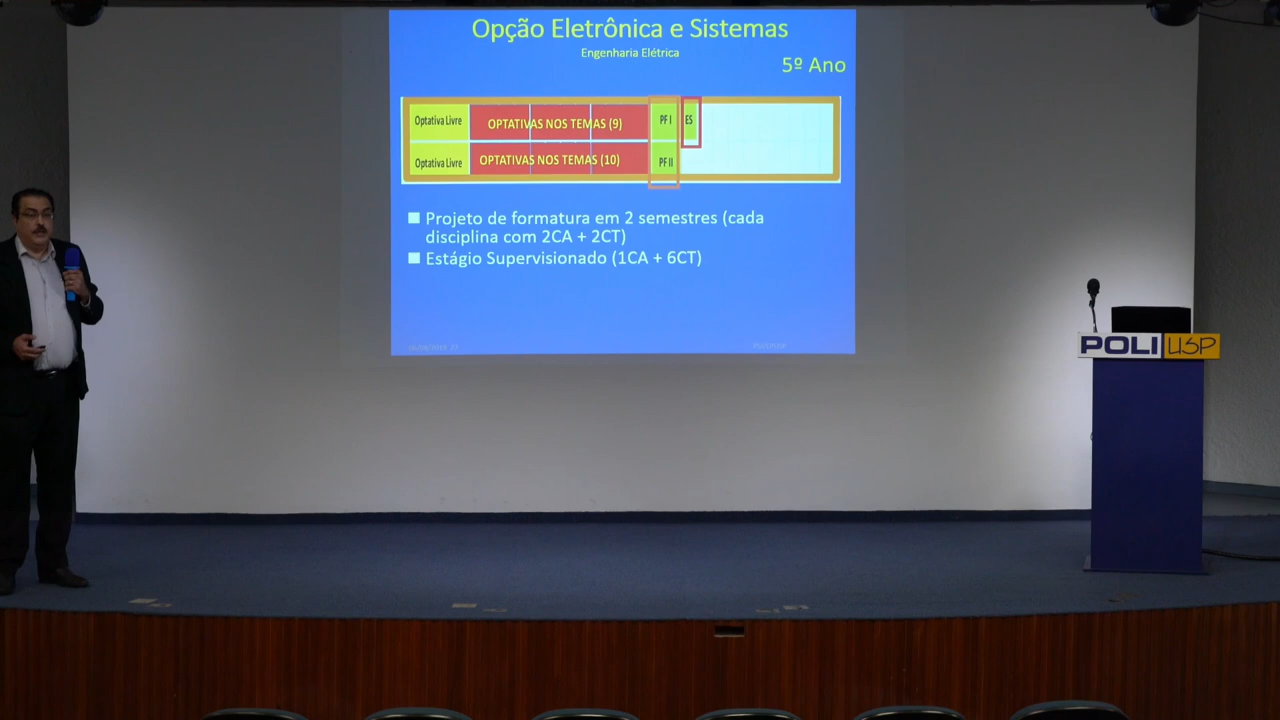 Opção Eletrônica e Sistemas
Engenharia Elétrica
5º Ano
Optativa Livre OPTATIVAS NOS TEMAS (9) PF I ES
Optativa Livre OPTATIVAS NOS TEMAS (10) PF II
Projeto de formatura em 2 semestres (cada
disciplina com 2CA + 2CT)
Estágio Supervisionado (1CA + 6CT)
POLI USP